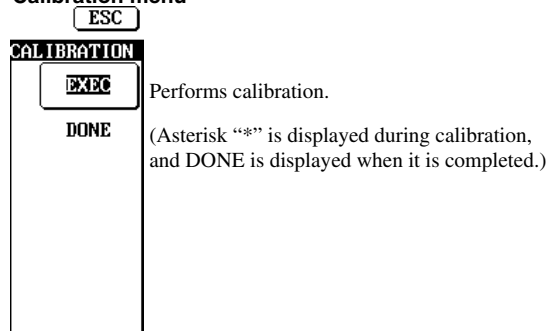 Calibration menu
ESC
CALIBRATION
EXEC
Performs calibration.
DONE
(Asterisk “*” is displayed during calibration,
and DONE is displayed when it is completed.)